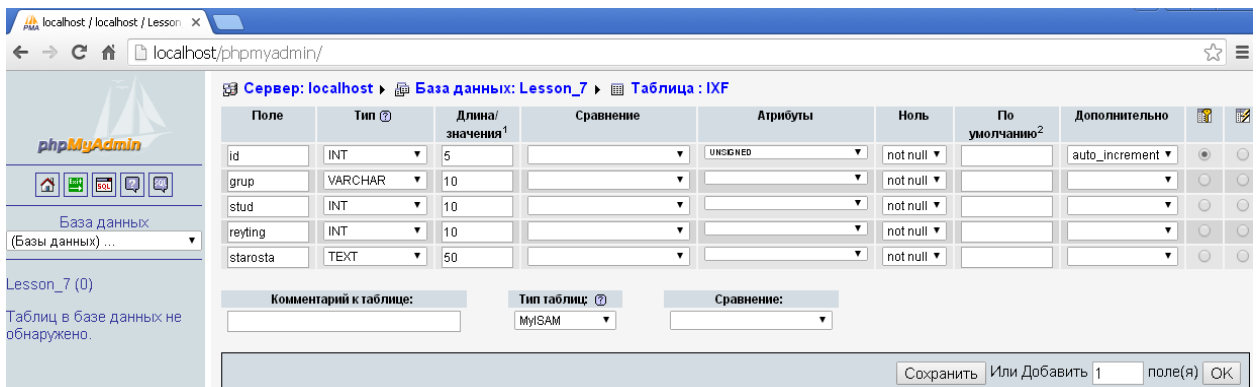 localhost / localhost / Lesson
localhost/phpmyadmin/
phpMyAdmin
SQL
База данных
(Базы данных) ...
Lesson_7 (0)
Таблиц в базе данных не
обнаружено.
Сервер: localhost База данных: Lesson_7 Таблица : IXF
Поле Тип Длина/значения1 Сравнение Атрибуты Ноль По умолчанию2 Дополнительно
id INT 5 UNSIGNED not null auto_increment
grup VARCHAR 10 not null
stud INT 10 not null
reyting INT 10 not null
starosta TEXT 50 not null
Комментарий к таблице: Тип таблиц: Сравнение:
MyISAM
Сохранить Или Добавить 1 поле(я) OK